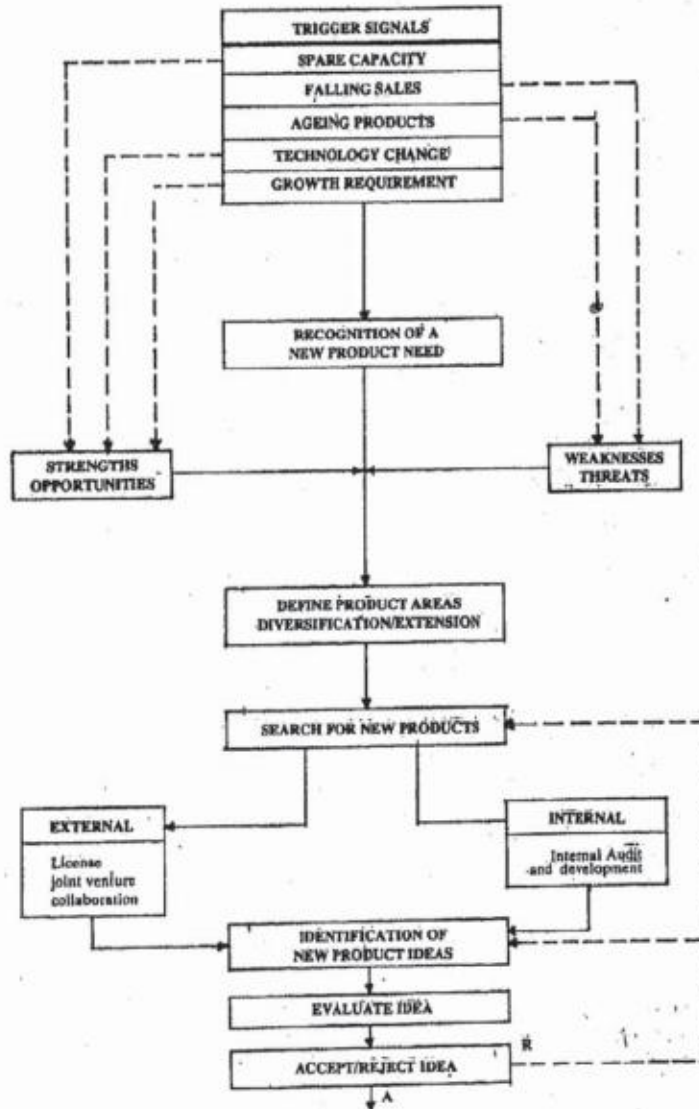 TRIGGER SIGNALS
SPARE CAPACITY
FALLING SALES
AGEING PRODUCTS
TECHNOLOGY CHANGE
GROWTH REQUIREMENT
RECOGNITION OF A
NEW PRODUCT NEED
STRENGTHS
OPPORTUNITIES
WEAKNESSES
THREATS
DEFINE PRODUCT AREAS
DIVERSIFICATION/EXTENSION
SEARCH FOR NEW PRODUCTS
EXTERNAL
License
joint venture
collaboration
INTERNAL
Internal Audit
and development
IDENTIFICATION OF
NEW PRODUCT IDEAS
EVALUATE IDEA
ACCEPT/REJECT IDEA
R
A